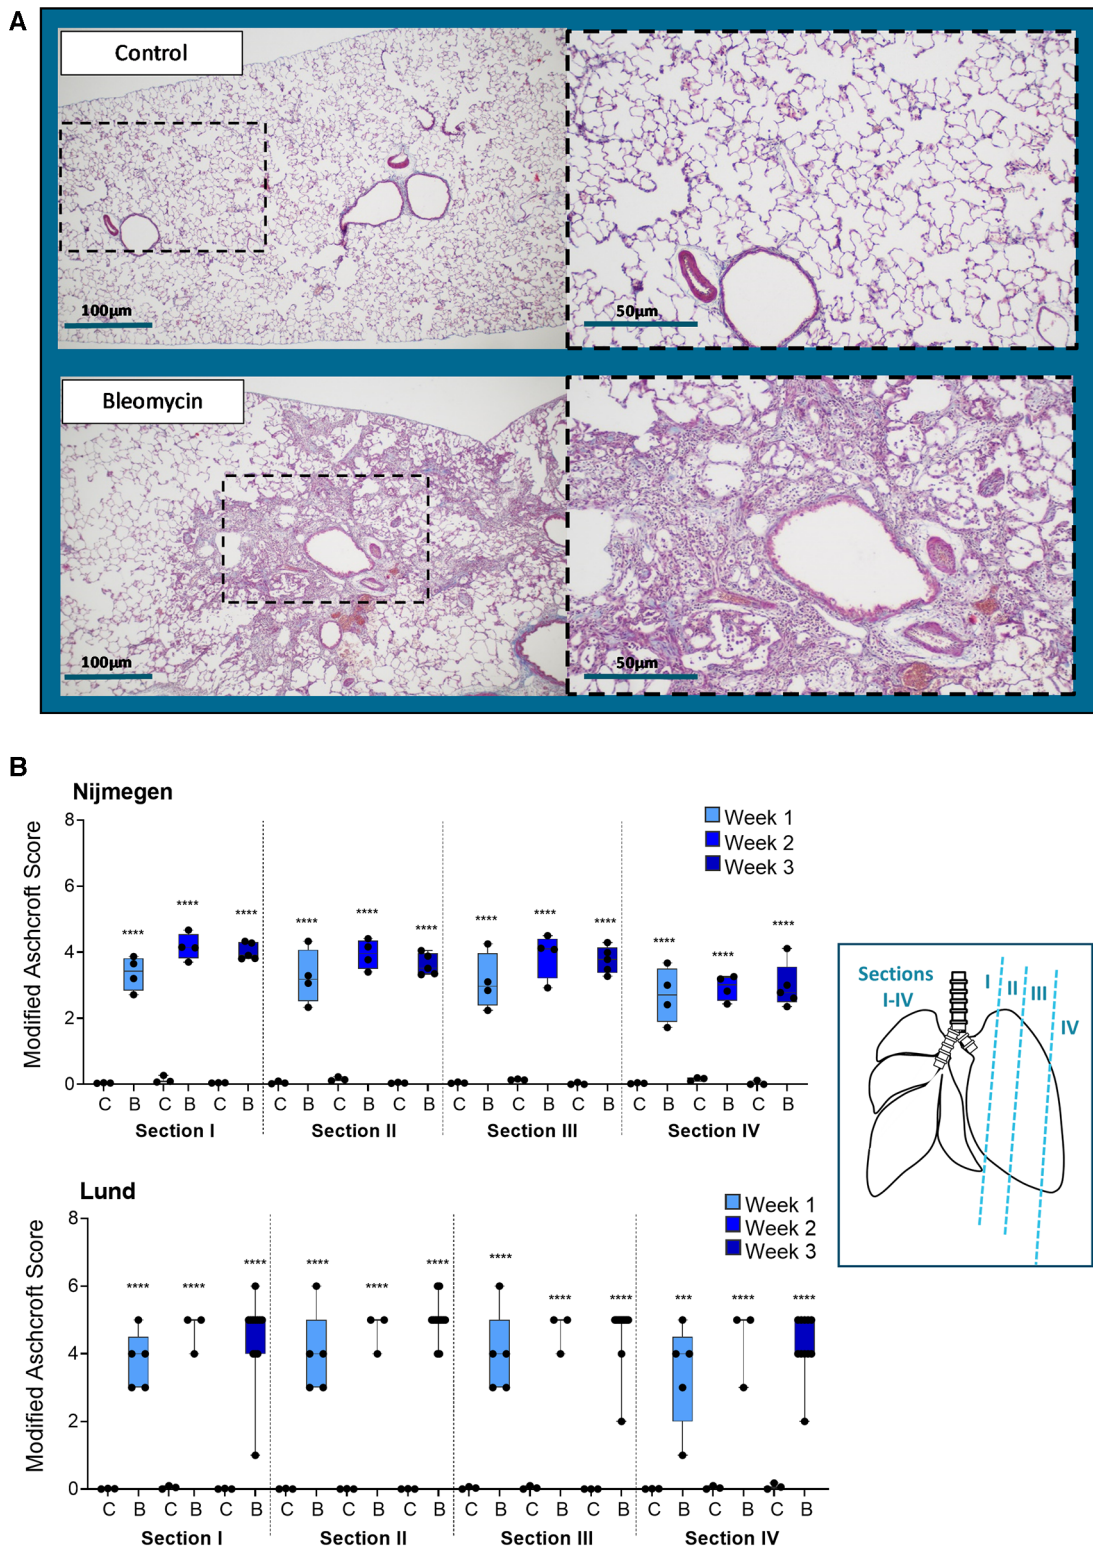 A
Control
100µm
50µm
Bleomycin
100µm
50µm
B
Nijmegen
Modified Aschcroft Score
8
6
4
2
0
Week 1
Week 2
Week 3
**** **** **** **** **** **** **** **** **** **** **** ****
C B C B C B C B C B C B C B C B C B C B C B C B
Section I Section II Section III Section IV
Sections
I-IV
I II III IV
Lund
Modified Aschcroft Score
8
6
4
2
0
Week 1
Week 2
Week 3
**** **** **** **** **** **** **** **** **** *** **** ****
C B C B C B C B C B C B C B C B C B C B C B C B
Section I Section II Section III Section IV